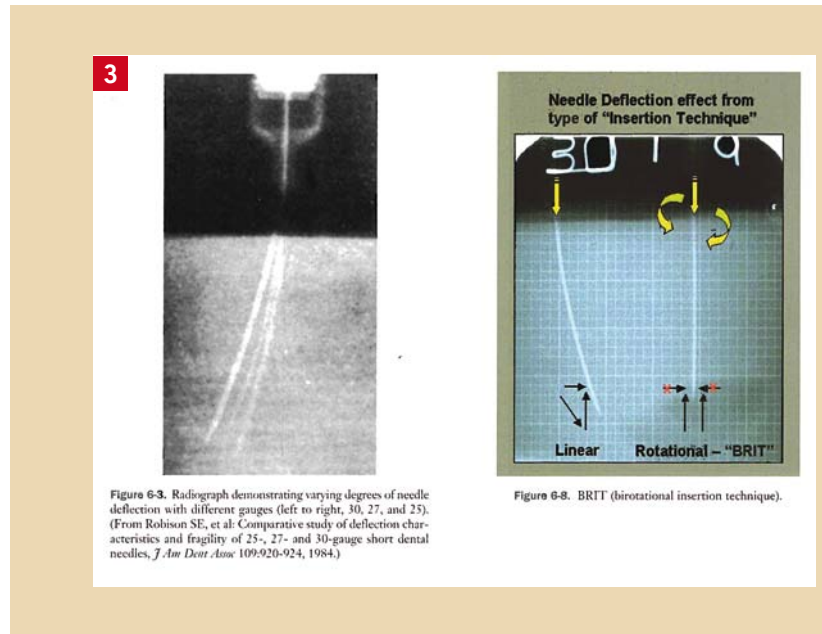 3
Figure 6-3. Radiograph demonstrating varying degrees of needle
deflection with different gauges (left to right, 30, 27, and 25).
(From Robison SE, et al: Comparative study of deflection char-
acteristics and fragility of 25-, 27- and 30-gauge short dental
needles, J Am Dent Assoc 109:920-924, 1984.)
Needle Deflection effect from
type of “Insertion Technique”
30 1 9
Linear
Rotational – “BRIT”
Figure 6-8. BRIT (birotational insertion technique).